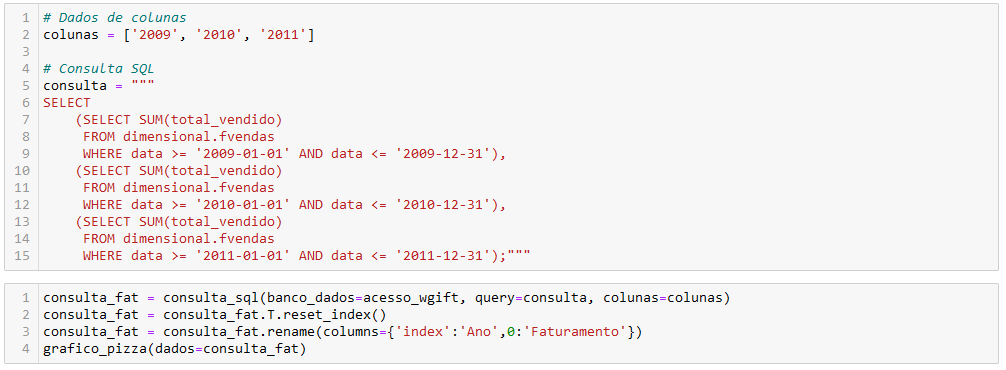 1 # Dados de colunas
2 colunas = ['2009', '2010', '2011']
3
4 # Consulta SQL
5 consulta = """
6 SELECT
7     (SELECT SUM(total_vendido)
8      FROM dimensional.fvendas
9      WHERE data >= '2009-01-01' AND data <= '2009-12-31'),
10     (SELECT SUM(total_vendido)
11      FROM dimensional.fvendas
12      WHERE data >= '2010-01-01' AND data <= '2010-12-31'),
13     (SELECT SUM(total_vendido)
14      FROM dimensional.fvendas
15      WHERE data >= '2011-01-01' AND data <= '2011-12-31');"""
1 consulta_fat = consulta_sql(banco_dados=acesso_wgift, query=consulta, colunas=colunas)
2 consulta_fat = consulta_fat.T.reset_index()
3 consulta_fat = consulta_fat.rename(columns={'index':'Ano',0:'Faturamento'})
4 grafico_pizza(dados=consulta_fat)